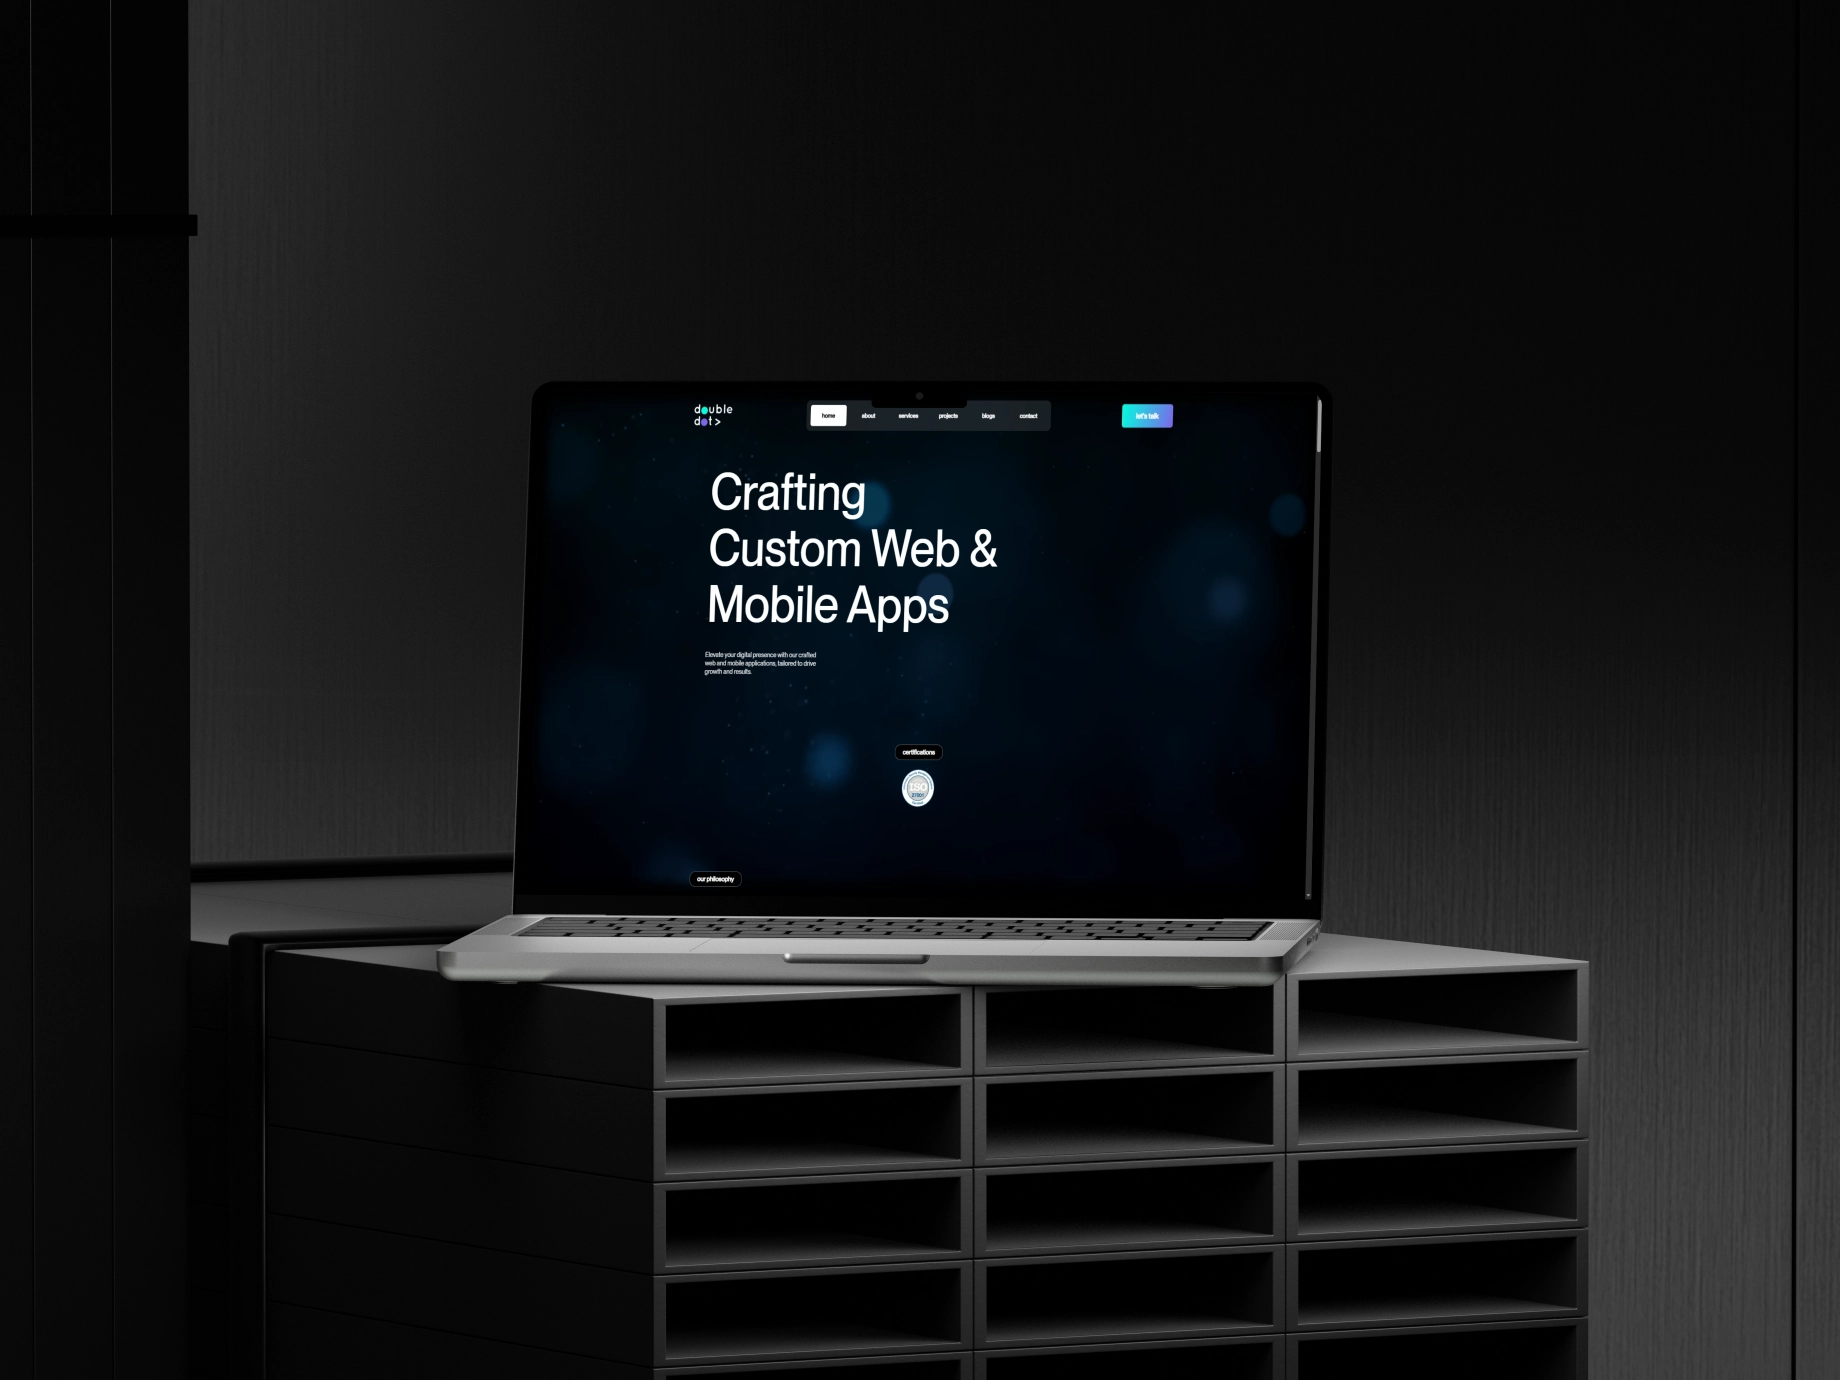 double
dot>
home
about
services
projects
blogs
contact
let's talk
Crafting
Custom Web &
Mobile Apps
Elevate your digital presence with our crafted
web and mobile applications, tailored to drive
growth and results.
certifications
ISO
27001
our philosophy